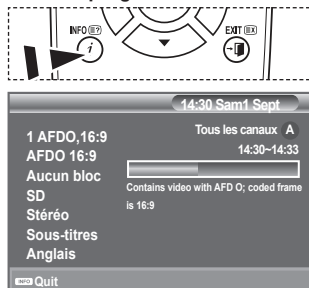 INFO
EXIT
i
14:30 Sam1 Sept
1 AFDO,16:9
AFDO 16:9
Aucun bloc
SD
Stéréo
Sous-titres
Anglais
Tous les canaux A
14:30~14:33
Contains video with AFD O; coded frame
is 16:9
INFO Quit